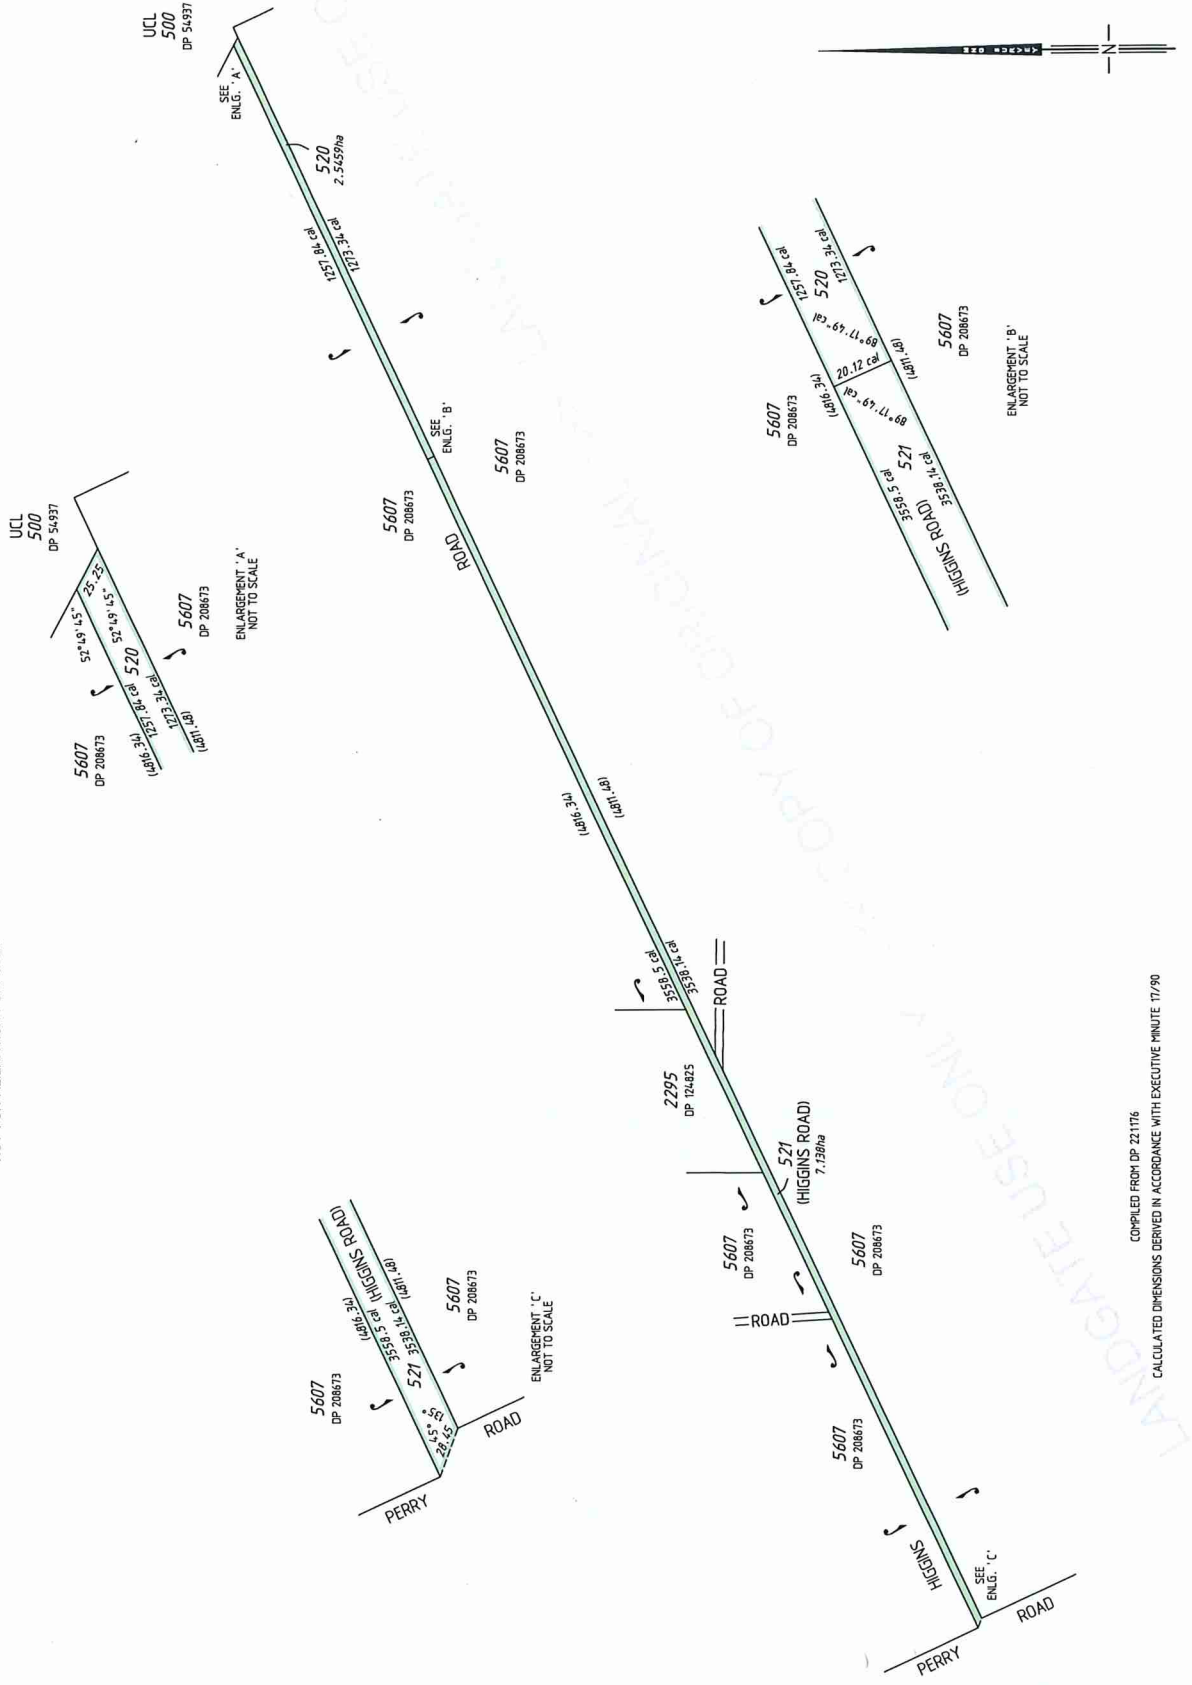 UCL
500
DP 54937
SEE
ENLG. 'A'
520
2.5459ha
1257.84 cal
1273.34 cal
N
UCL
500
DP 54937
52°49'45"
25.25
52°49'45"
520
5607
DP 208673
1257.84 cal
(4816.34)
1273.34 cal
(4811.48)
5607
DP 208673
ENLARGEMENT 'A'
NOT TO SCALE
SEE
ENLG. 'B'
5607
DP 208673
5607
DP 208673
ROAD
1257.84 cal
520
1273.34 cal
89°17'49" cal
5607
DP 208673
(4816.34)
20.12 cal
(4811.48)
89°17'49" cal
3558.5 cal
521
3538.14 cal
(HIGGINS ROAD)
5607
DP 208673
ENLARGEMENT 'B'
NOT TO SCALE
(4816.34)
(4811.48)
3558.5 cal
3538.14 cal
ROAD
2295
DP 124825
521
(HIGGINS ROAD)
7.138ha
5607
DP 208673
5607
DP 208673
ROAD
5607
DP 208673
(4816.34)
3558.5 cal (HIGGINS ROAD)
521 3538.14 cal (4811.48)
45° 135°
28.45
5607
DP 208673
5607
DP 208673
PERRY
ROAD
ENLARGEMENT 'C'
NOT TO SCALE
HIGGINS
SEE
ENLG. 'C'
PERRY
ROAD
COMPILED FROM DP 221176
CALCULATED DIMENSIONS DERIVED IN ACCORDANCE WITH EXECUTIVE MINUTE 17/90
LANDGATE USE ONLY
COPY OF ORIGINAL